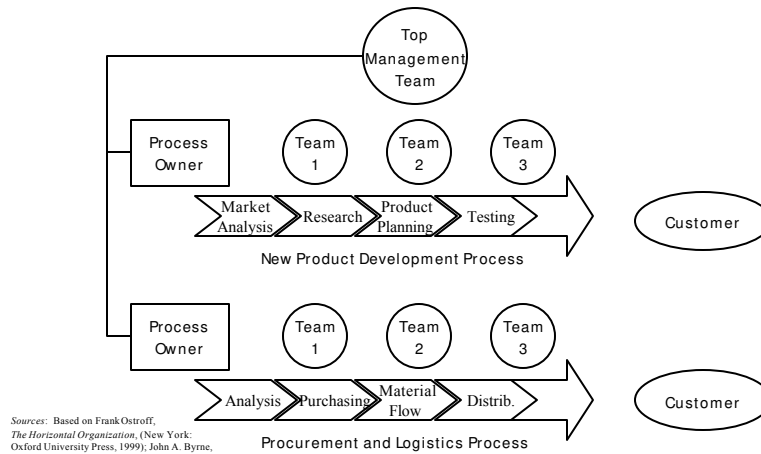 Top
Management
Team
Process
Owner
Team
1
Team
2
Team
3
Market
Analysis
Research
Product
Planning
Testing
Customer
New Product Development Process
Process
Owner
Team
1
Team
2
Team
3
Analysis
Purchasing
Material
Flow
Distrib.
Customer
Procurement and Logistics Process
Sources: Based on FrankOstroff,
The Horizontal Organization, (New York:
Oxford University Press, 1999); John A. Byrne,